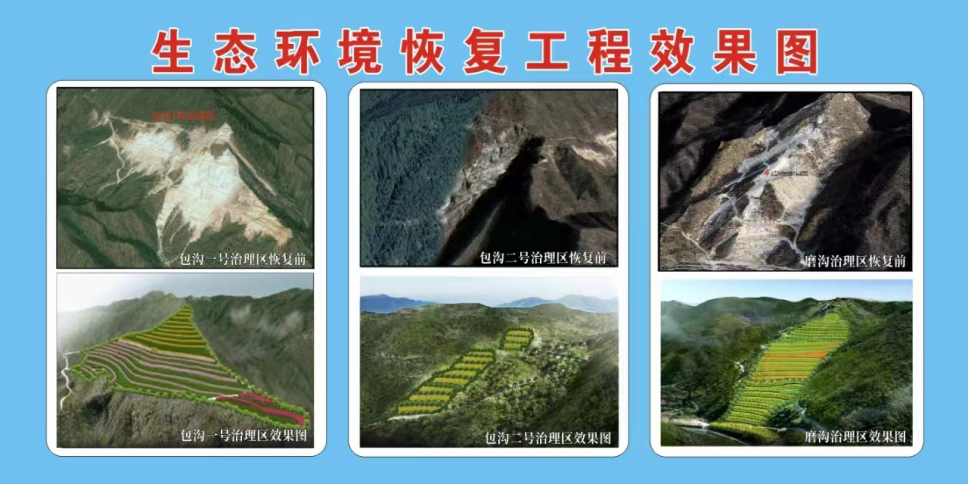 生态环境恢复工程效果图
包沟一号治理区恢复前
包沟二号治理区恢复前
磨沟治理区恢复前
包沟一号治理区效果图
包沟二号治理区效果图
磨沟治理区效果图